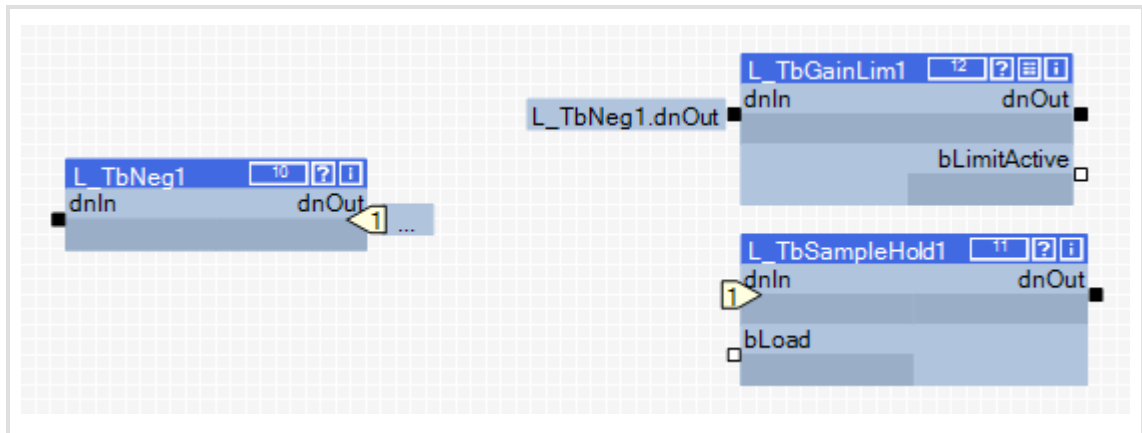 L_TbGainLim1 12 ? i
dnIn dnOut
L_TbNeg1.dnOut
bLimitActive
L_TbNeg1 10 ? i
dnIn dnOut
1 ...
L_TbSampleHold1 11 ? i
dnIn dnOut
1
bLoad